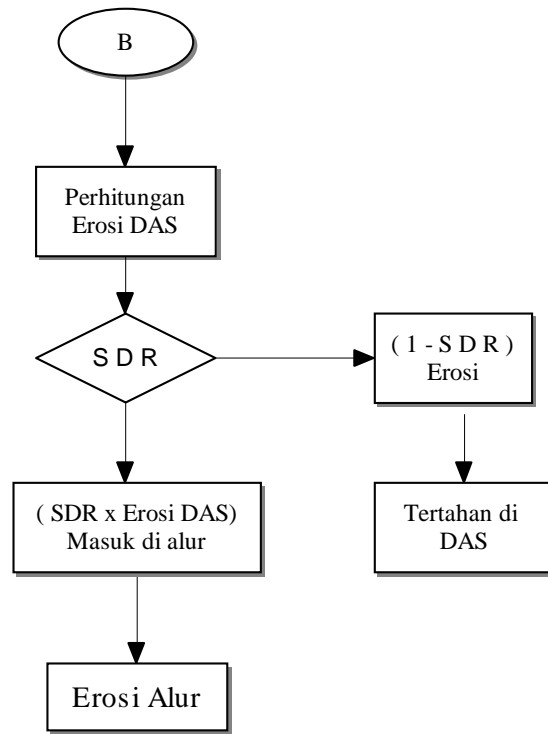 B
Perhitungan
Erosi DAS
S D R
( 1 - S D R )
Erosi
( SDR x Erosi DAS)
Masuk di alur
Tertahan di
DAS
Erosi Alur